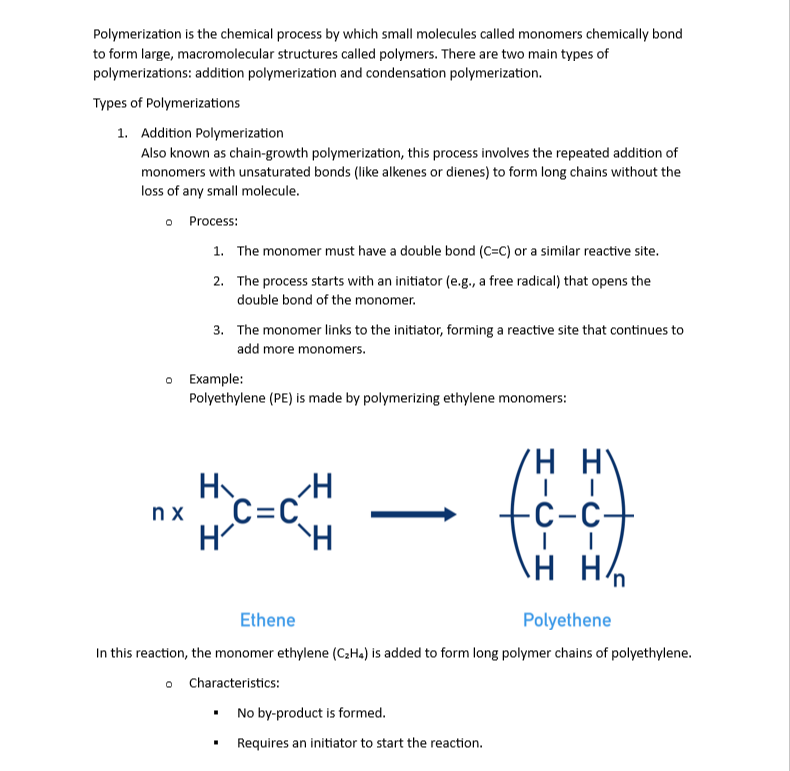 Polymerization is the chemical process by which small molecules called monomers chemically bond
to form large, macromolecular structures called polymers. There are two main types of
polymerizations: addition polymerization and condensation polymerization.
Types of Polymerizations
1. Addition Polymerization
Also known as chain-growth polymerization, this process involves the repeated addition of
monomers with unsaturated bonds (like alkenes or dienes) to form long chains without the
loss of any small molecule.
o Process:
1. The monomer must have a double bond (C=C) or a similar reactive site.
2. The process starts with an initiator (e.g., a free radical) that opens the
double bond of the monomer.
3. The monomer links to the initiator, forming a reactive site that continues to
add more monomers.
o Example:
Polyethylene (PE) is made by polymerizing ethylene monomers:
H H
n x C=C
H H
H H
C–C
H H n
Ethene
Polyethene
In this reaction, the monomer ethylene (C₂H₄) is added to form long polymer chains of polyethylene.
o Characteristics:
▪ No by-product is formed.
▪ Requires an initiator to start the reaction.